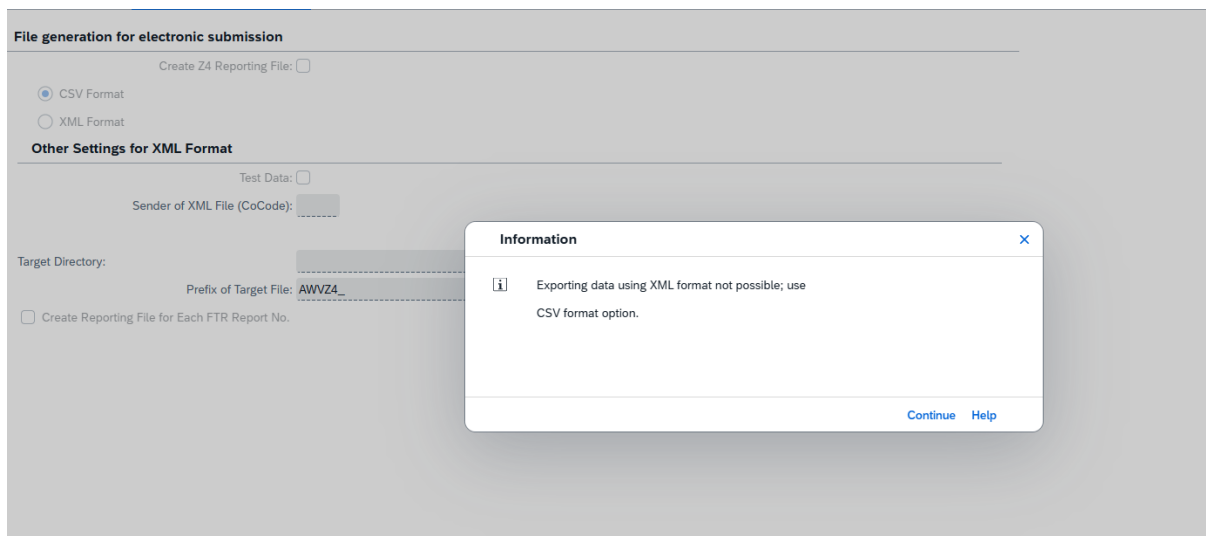 File generation for electronic submission
Create Z4 Reporting File:
CSV Format
XML Format
Other Settings for XML Format
Test Data:
Sender of XML File (CoCode):
Target Directory:
Prefix of Target File: AWVZ4_
Create Reporting File for Each FTR Report No.
Information
Exporting data using XML format not possible; use
CSV format option.
Continue Help